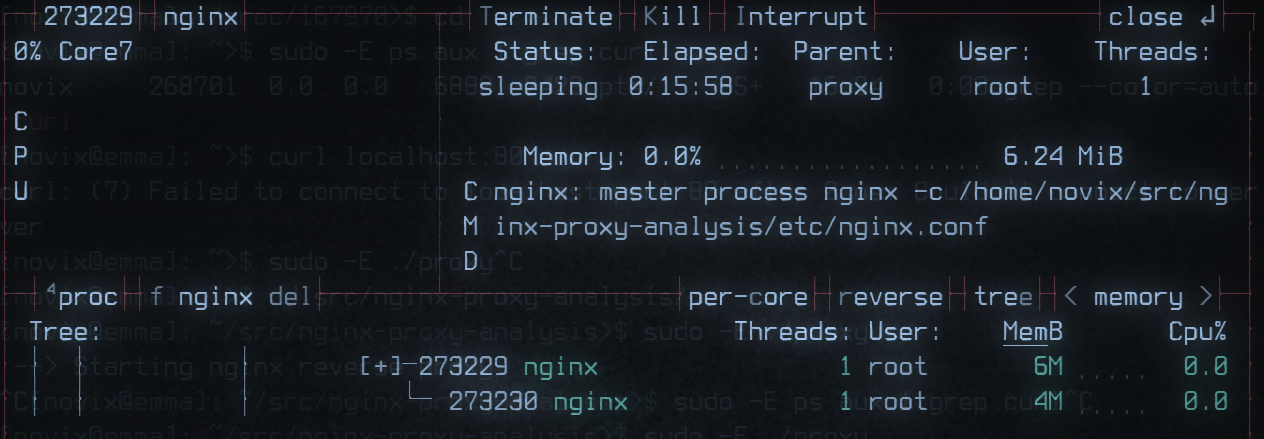 273229 nginx Terminate Kill Interrupt close ↲
0% Core7 Status: Elapsed: Parent: User: Threads:
sleeping 0:15:58 proxy root 1
C
P Memory: 0.0% 6.24 MiB
U C nginx: master process nginx -c /home/novix/src/ng
M inx-proxy-analysis/etc/nginx.conf
D
⁴proc f nginx del per-core reverse tree < memory >
Tree: Threads: User: MemB Cpu%
[+]─273229 nginx 1 root 6M ..... 0.0
└─ 273230 nginx 1 root 4M ..... 0.0